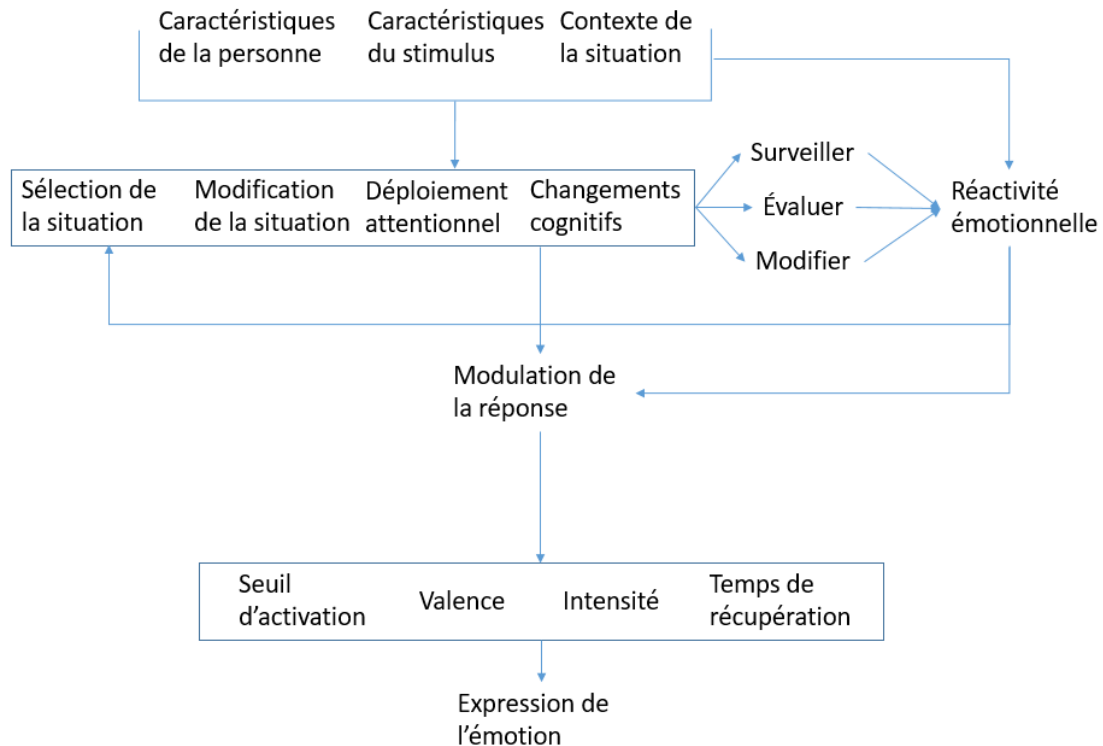 Caractéristiques
de la personne
Caractéristiques
du stimulus
Contexte de
la situation
Sélection de
la situation
Modification
de la situation
Déploiement
attentionnel
Changements
cognitifs
Surveiller
Évaluer
Modifier
Réactivité
émotionnelle
Modulation de
la réponse
Seuil
d’activation
Valence
Intensité
Temps de
récupération
Expression de
l’émotion